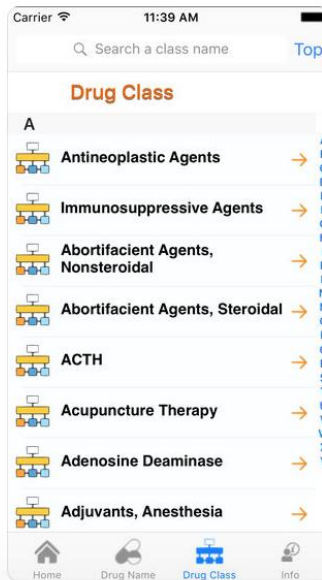 Carrier 11:39 AM
Search a class name Top
Drug Class
A
Antineoplastic Agents
Immunosuppressive Agents
Abortifacient Agents,
Nonsteroidal
Abortifacient Agents, Steroidal
ACTH
Acupuncture Therapy
Adenosine Deaminase
Adjuvants, Anesthesia
Home Drug Name Drug Class Info